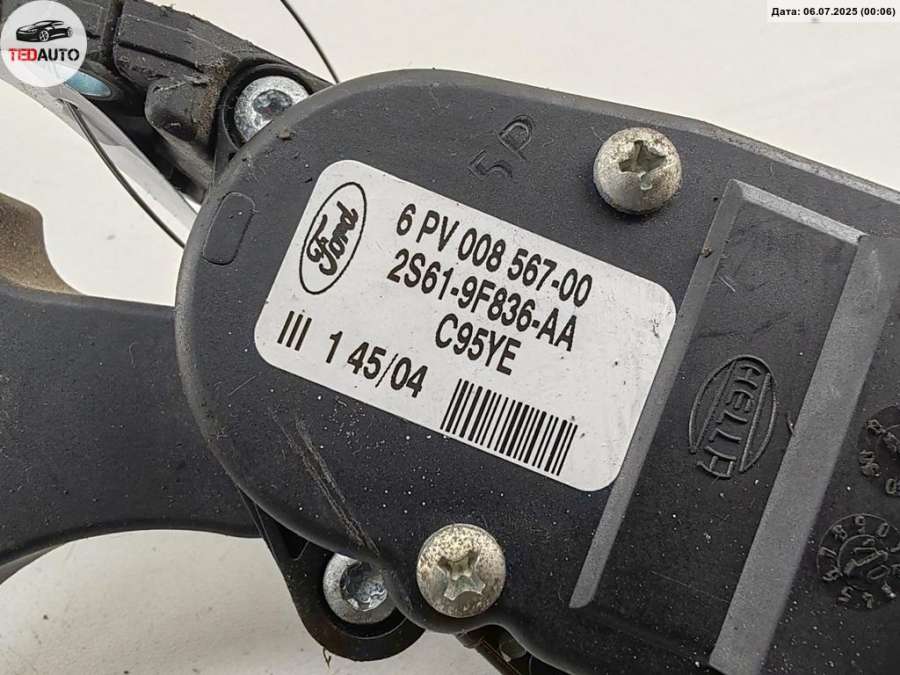 TEDAUTO
Дата: 06.07.2025 (00:06)
5P
Ford
6 PV 008 567-00
2S61-9F836-AA
C95YE
III 1 45/04
HELLA